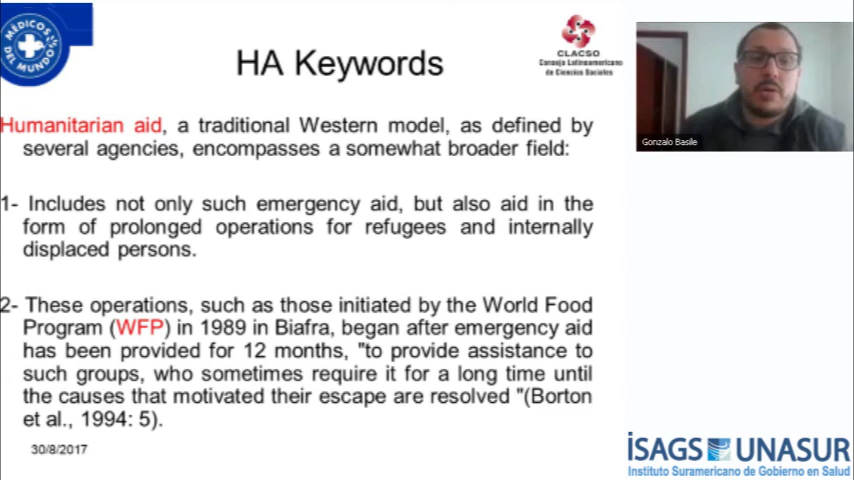 MÉDICOS
DEL MUNDO
HA Keywords
CLACSO
Consejo Latinoamericano
de Ciencias Sociales
Humanitarian aid, a traditional Western model, as defined by
several agencies, encompasses a somewhat broader field:
1- Includes not only such emergency aid, but also aid in the
form of prolonged operations for refugees and internally
displaced persons.
2- These operations, such as those initiated by the World Food
Program (WFP) in 1989 in Biafra, began after emergency aid
has been provided for 12 months, "to provide assistance to
such groups, who sometimes require it for a long time until
the causes that motivated their escape are resolved "(Borton
et al., 1994: 5).
30/8/2017
Gonzalo Basile
iSAGS UNASUR
Instituto Suramericano de Gobierno en Salud